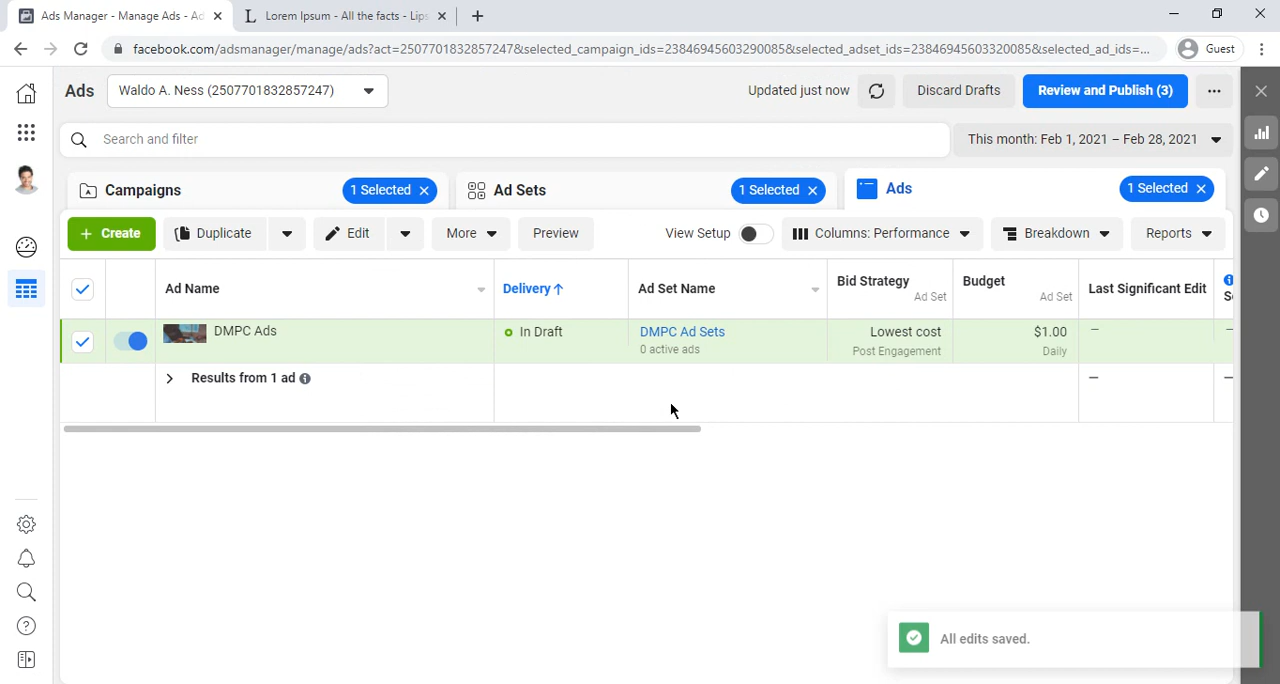 Ads Manager - Manage Ads - Ac
Lorem Ipsum - All the facts - Lips
facebook.com/adsmanager/manage/ads?act=2507701832857247&selected_campaign_ids=23846945603290085&selected_adset_ids=23846945603320085&selected_ad_ids=...
Guest
Ads
Waldo A. Ness (2507701832857247)
Updated just now
Discard Drafts
Review and Publish (3)
Search and filter
This month: Feb 1, 2021 – Feb 28, 2021
Campaigns
1 Selected
Ad Sets
1 Selected
Ads
1 Selected
+ Create
Duplicate
Edit
More
Preview
View Setup
Columns: Performance
Breakdown
Reports
Ad Name
Delivery ↑
Ad Set Name
Bid Strategy
Ad Set
Budget
Ad Set
Last Significant Edit
DMPC Ads
In Draft
DMPC Ad Sets
0 active ads
Lowest cost
Post Engagement
$1.00
Daily
–
–
Results from 1 ad
–
–
All edits saved.